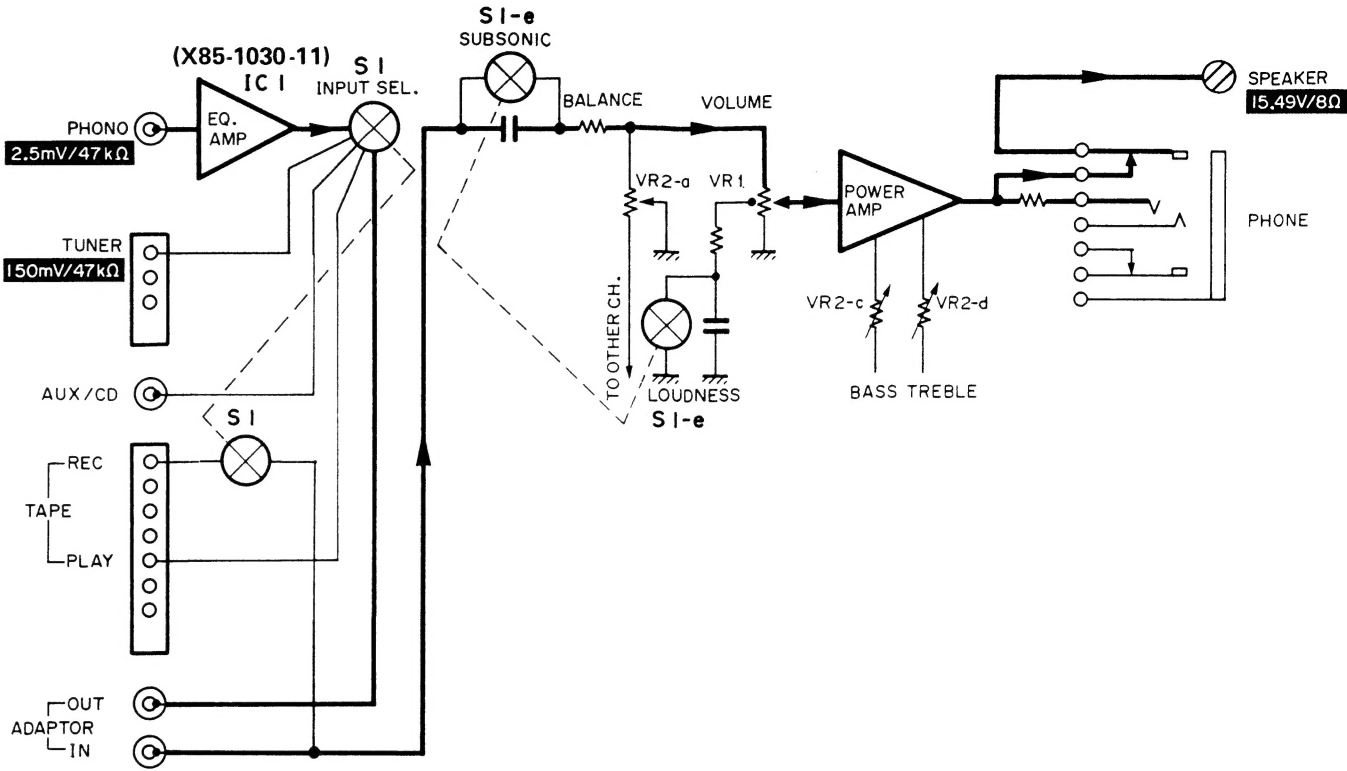 (X85-1030-11)
IC 1
S 1
INPUT SEL.
S1-e
SUBSONIC
EQ.
AMP
PHONO
2.5mV/47kΩ
BALANCE
VOLUME
SPEAKER
15.49V/8Ω
VR2-a
VR1.
POWER
AMP
PHONE
TUNER
150mV/47kΩ
TO OTHER CH.
VR2-c
VR2-d
AUX/CD
LOUDNESS
S1-e
BASS TREBLE
S 1
REC
TAPE
PLAY
OUT
ADAPTOR
IN